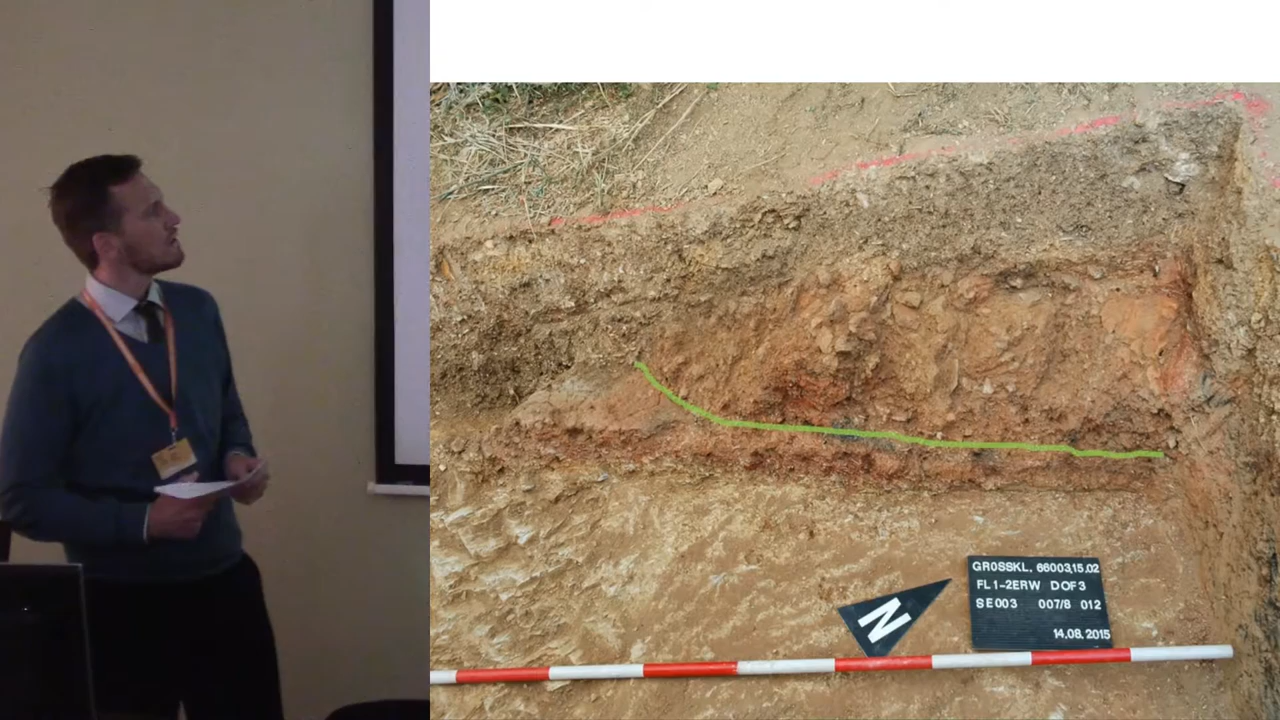 GROSSKL. 66003,15.02
FL1-2ERW DOF3
SE003 007/8 012
14.08.2015
N